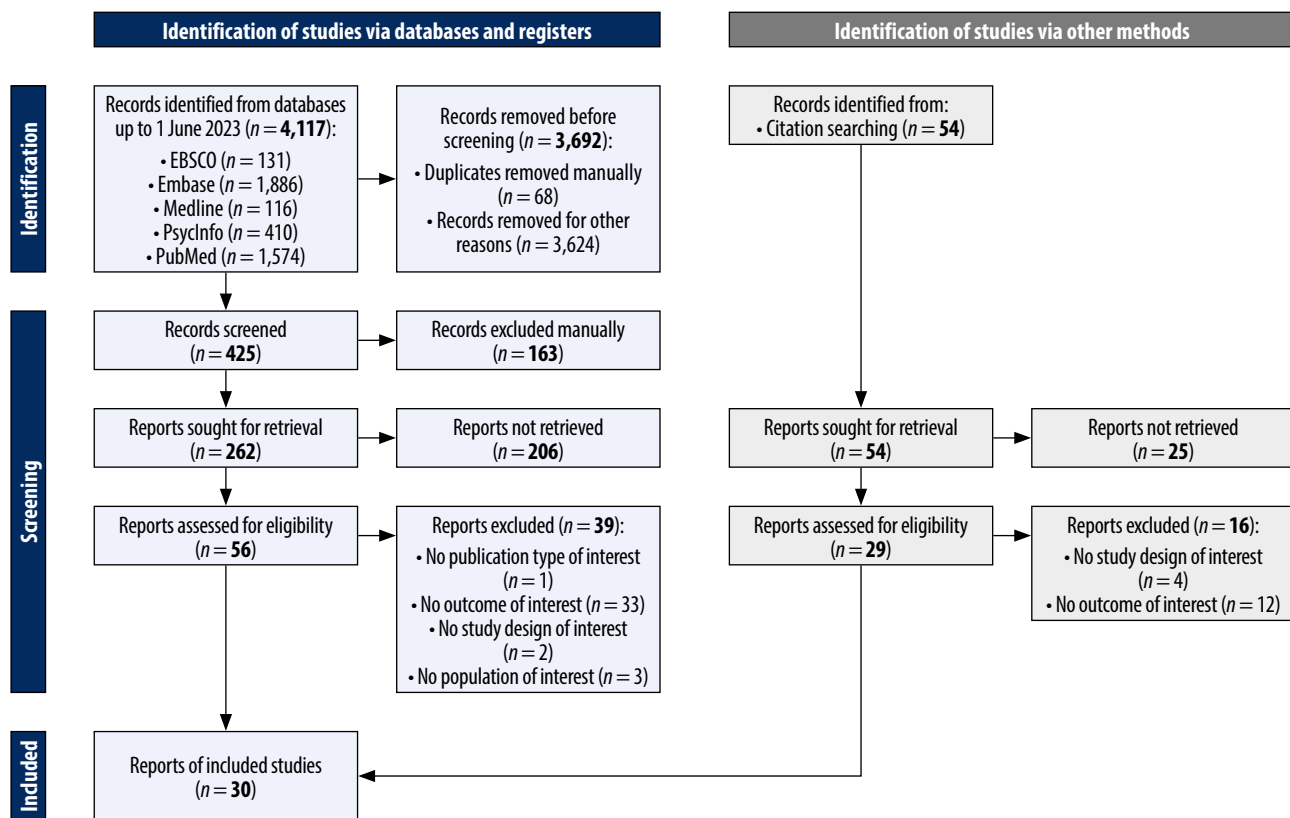 Identification of studies via databases and registers
Identification of studies via other methods
Identification
Records identified from databases
up to 1 June 2023 (n = 4,117):
• EBSCO (n = 131)
• Embase (n = 1,886)
• Medline (n = 116)
• PsycInfo (n = 410)
• PubMed (n = 1,574)
Records removed before
screening (n = 3,692):
• Duplicates removed manually
(n = 68)
• Records removed for other
reasons (n = 3,624)
Records identified from:
• Citation searching (n = 54)
Screening
Records screened
(n = 425)
Records excluded manually
(n = 163)
Reports sought for retrieval
(n = 262)
Reports not retrieved
(n = 206)
Reports sought for retrieval
(n = 54)
Reports not retrieved
(n = 25)
Reports assessed for eligibility
(n = 56)
Reports excluded (n = 39):
• No publication type of interest
(n = 1)
• No outcome of interest (n = 33)
• No study design of interest
(n = 2)
• No population of interest (n = 3)
Reports assessed for eligibility
(n = 29)
Reports excluded (n = 16):
• No study design of interest
(n = 4)
• No outcome of interest (n = 12)
Included
Reports of included studies
(n = 30)